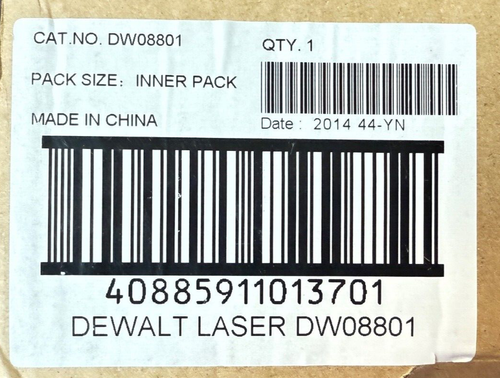 CAT.NO. DW08801
QTY. 1
PACK SIZE: INNER PACK
MADE IN CHINA
Date : 2014 44-YN
40885911013701
DEWALT LASER DW08801